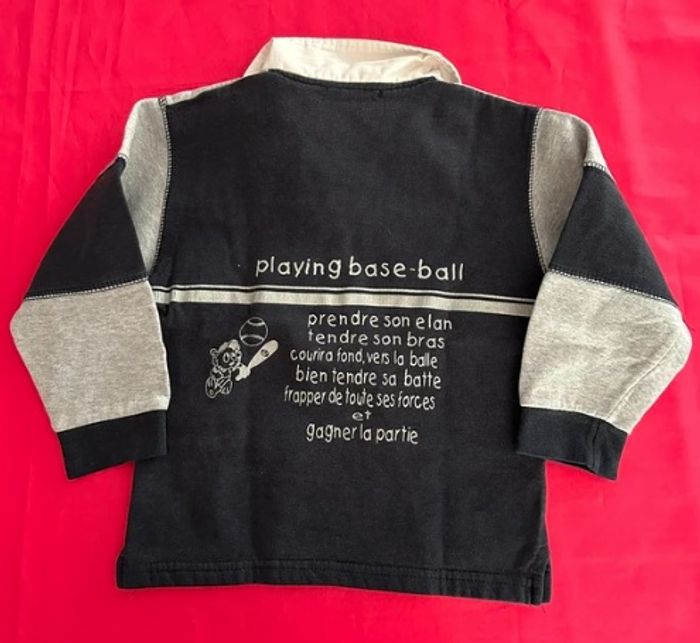 playing base-ball
prendre son elan
tendre son bras
courira fond, vers la balle
bien tendre sa batte
frapper de toute ses forces
et
gagner la partie